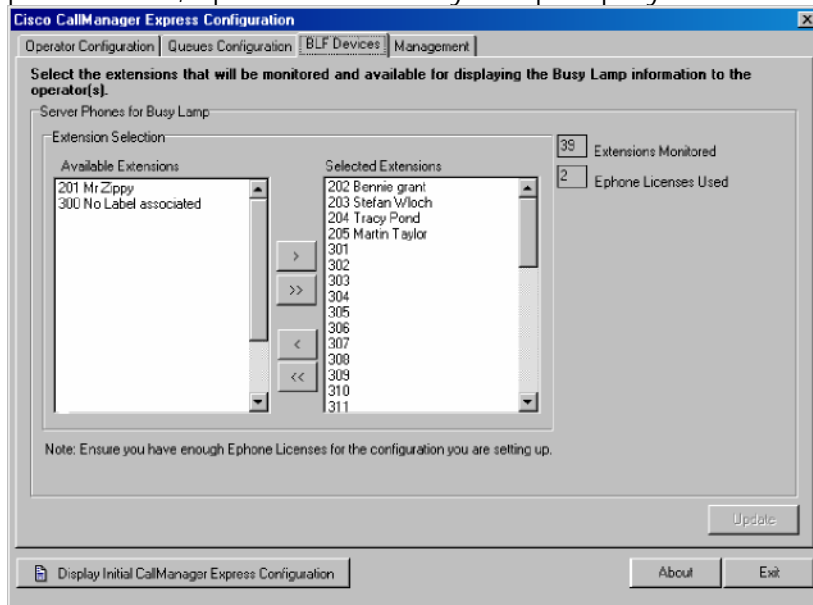 Cisco CallManager Express Configuration
Operator Configuration Queues Configuration BLF Devices Management
Select the extensions that will be monitored and available for displaying the Busy Lamp information to the
operator(s).
Server Phones for Busy Lamp
Extension Selection
Available Extensions
201 Mr Zippy
300 No Label associated
>
>>
<
<<
Selected Extensions
202 Bennie grant
203 Stefan Wloch
204 Tracy Pond
205 Martin Taylor
301
302
303
304
305
306
307
308
309
310
311
39 Extensions Monitored
2 Ephone Licenses Used
Note: Ensure you have enough Ephone Licenses for the configuration you are setting up.
Update
Display Initial CallManager Express Configuration
About
Exit